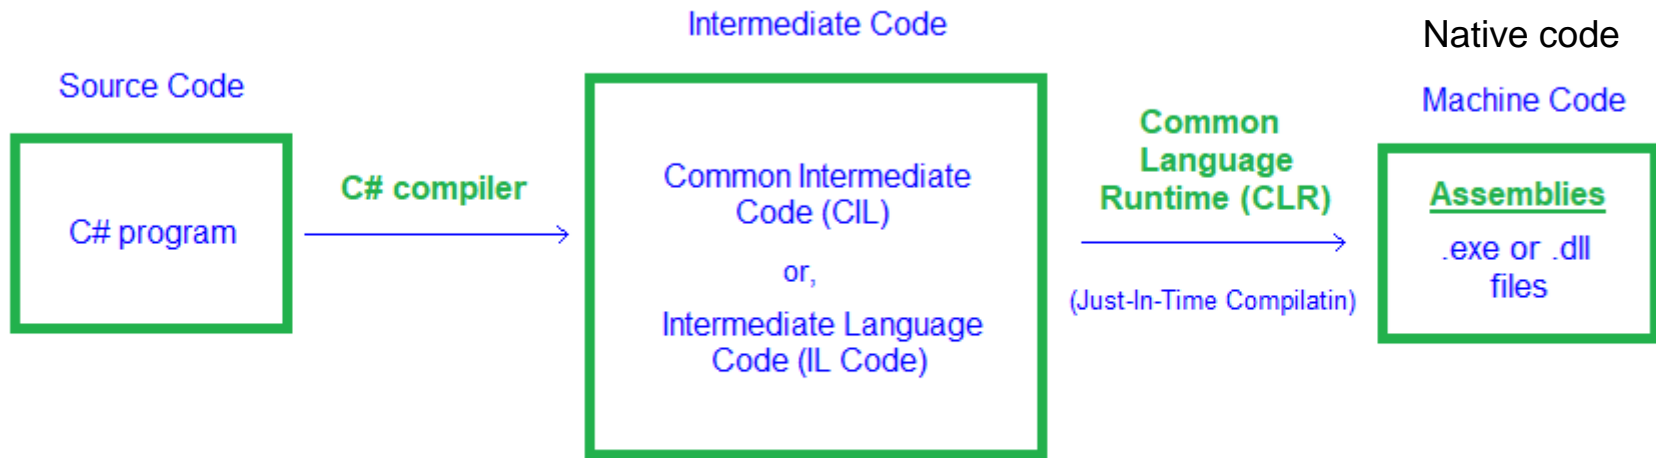 Source Code
C# program
C# compiler
Intermediate Code
Common Intermediate
Code (CIL)
or,
Intermediate Language
Code (IL Code)
Common
Language
Runtime (CLR)
(Just-In-Time Compilatin)
Native code
Machine Code
Assemblies
.exe or .dll
files